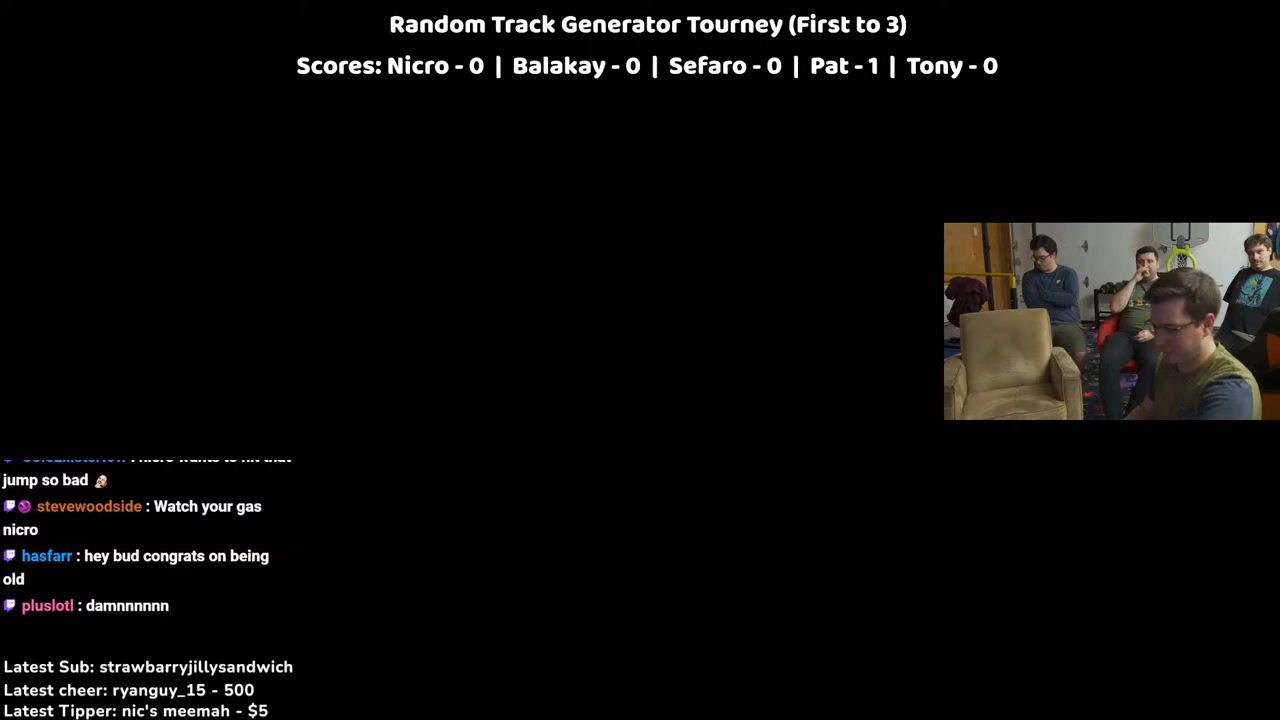 Random Track Generator Tourney (First to 3)
Scores: Nicro - 0 | Balakay - 0 | Sefaro - 0 | Pat - 1 | Tony - 0
jump so bad
stevewoodside : Watch your gas
nicro
hasfarr : hey bud congrats on being
old
pluslotl : damnnnnnn
Latest Sub: strawbarryjillysandwich
Latest cheer: ryanguy_15 - 500
Latest Tipper: nic's meemah - $5